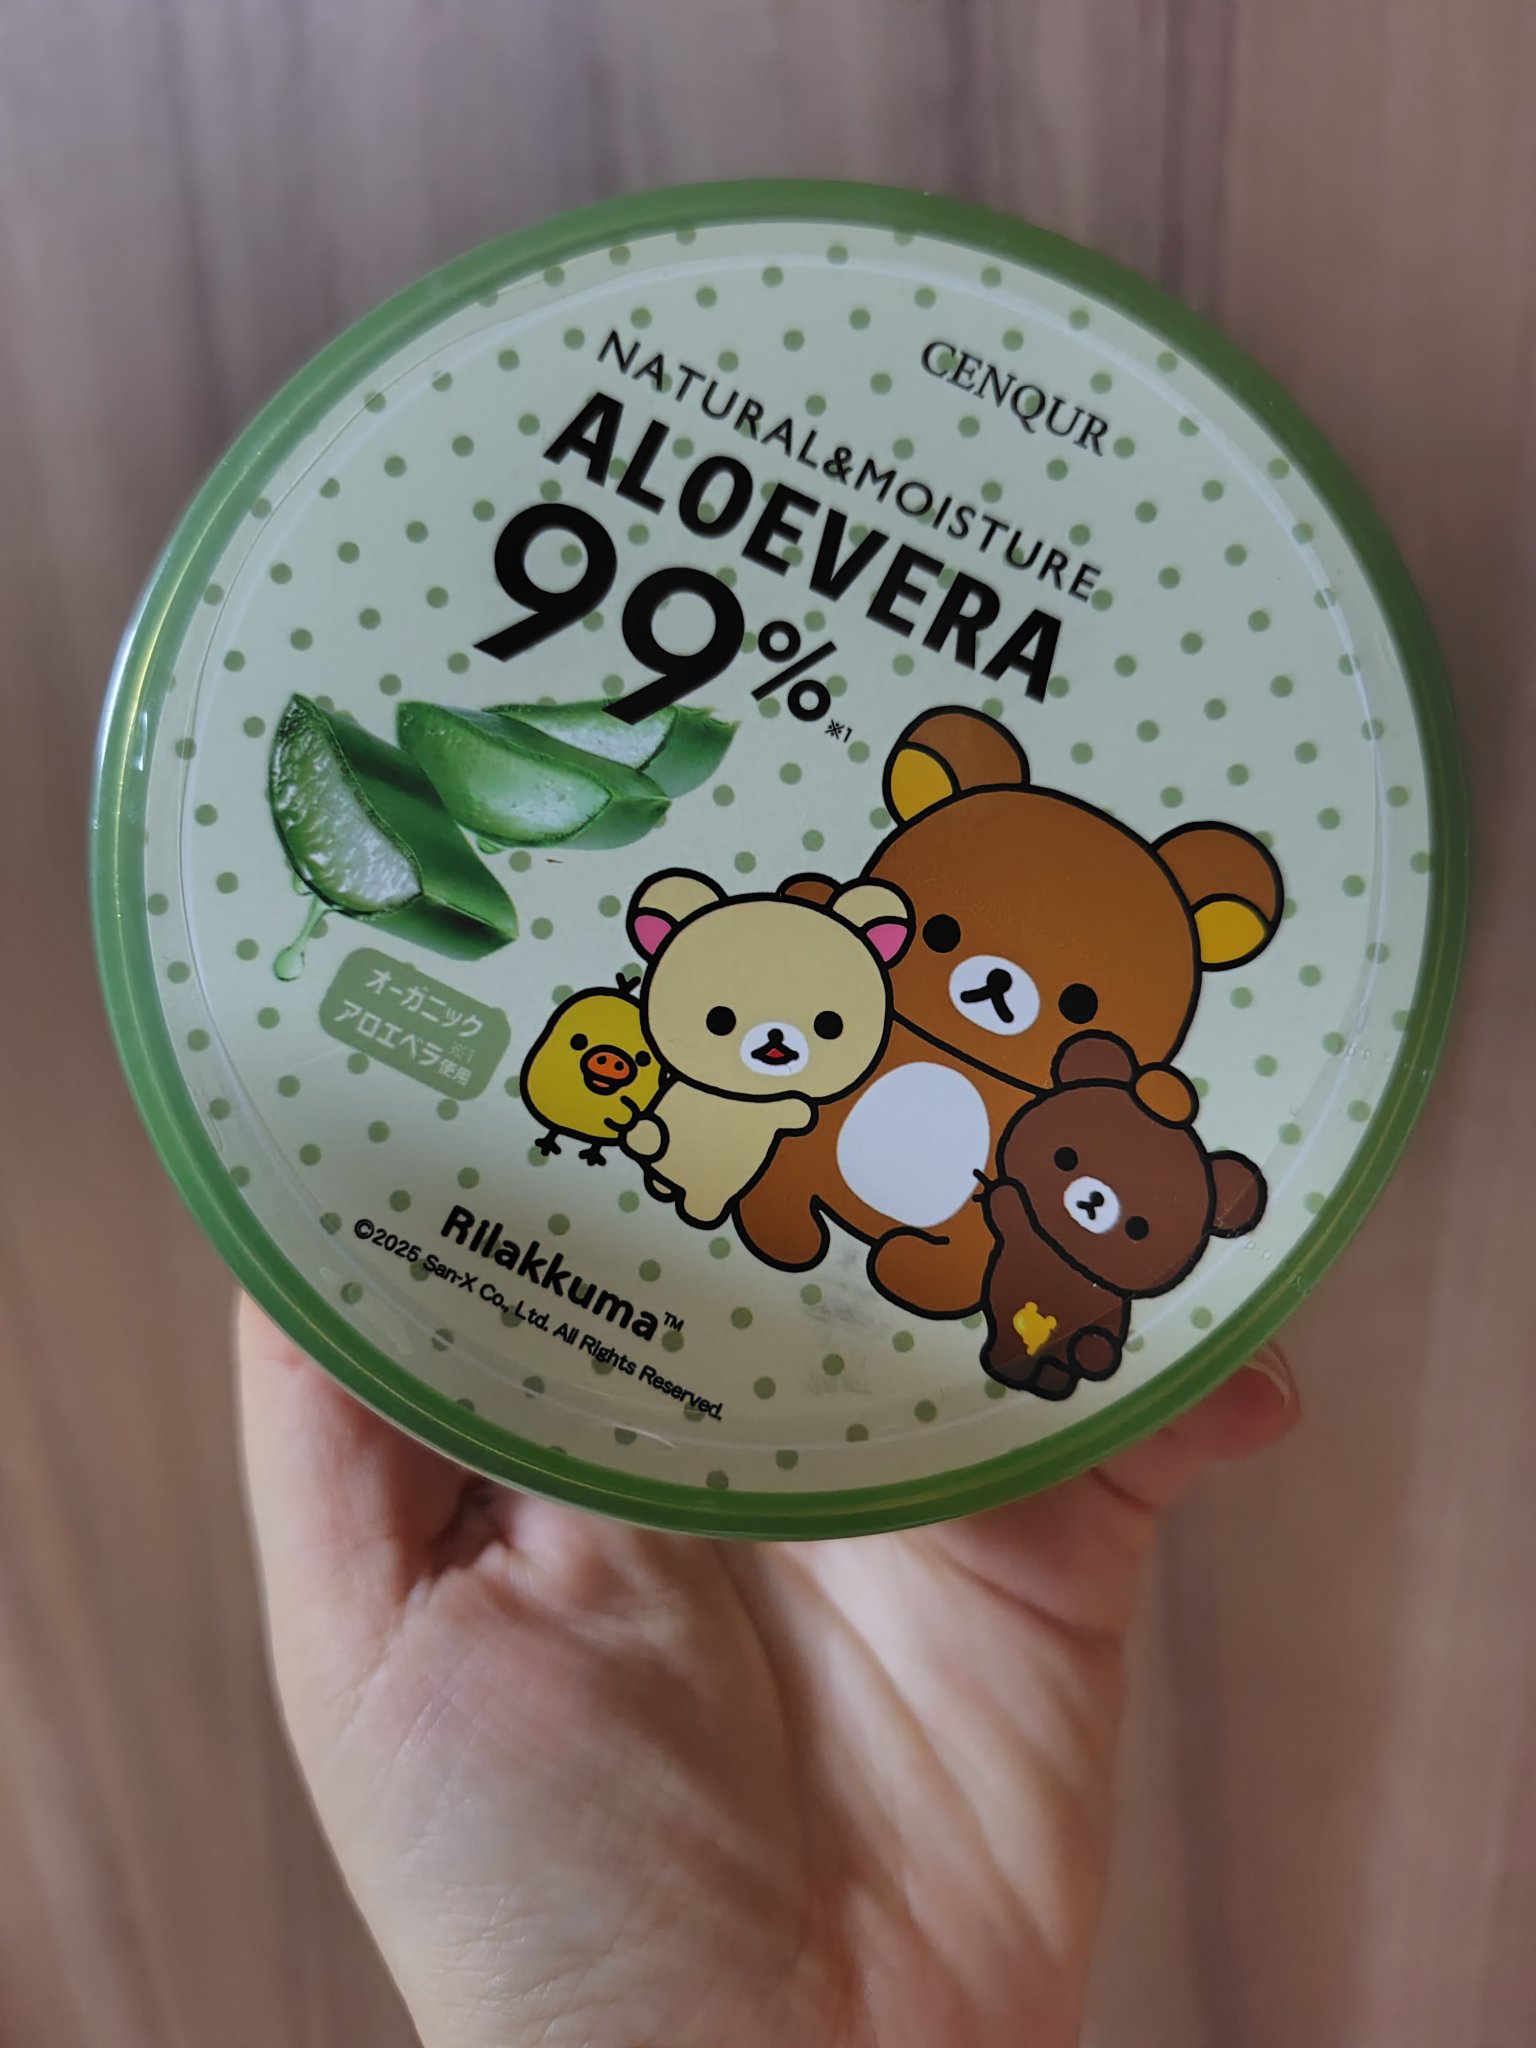 CENQUR
NATURAL&MOISTURE
ALOEVERA
99%※1
オーガニック
アロエベラ※1使用
Rilakkuma™
©2025 San-X Co., Ltd. All Rights Reserved.